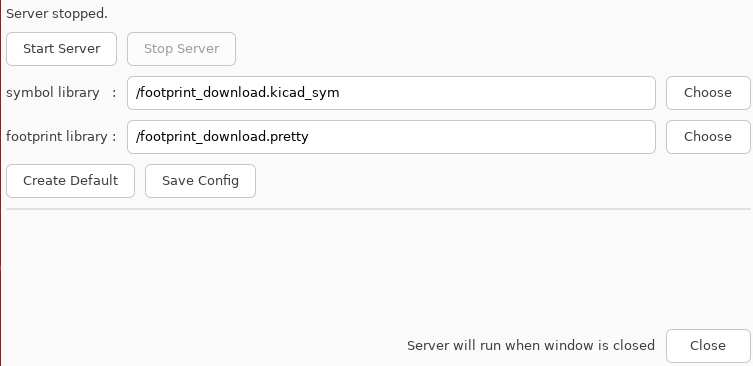 Server stopped.
Start Server Stop Server
symbol library : /footprint_download.kicad_sym Choose
footprint library : /footprint_download.pretty Choose
Create Default Save Config
Server will run when window is closed Close